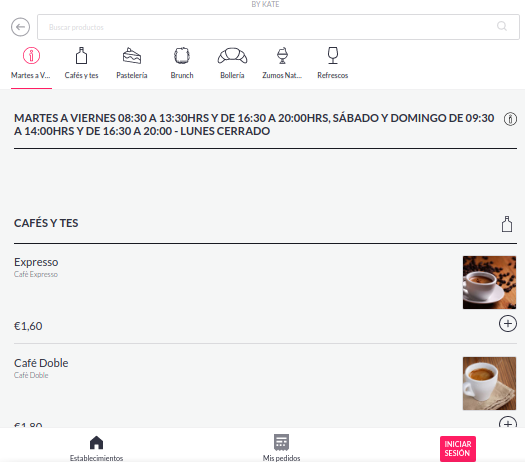 BY KATE
Buscar productos
Martes a V...
Cafés y tes
Pastelería
Brunch
Bollería
Zumos Nat...
Refrescos
MARTES A VIERNES 08:30 A 13:30HRS Y DE 16:30 A 20:00HRS, SÁBADO Y DOMINGO DE 09:30
A 14:00HRS Y DE 16:30 A 20:00 - LUNES CERRADO
CAFÉS Y TES
Expresso
Café Expresso
€1,60
Café Doble
Café Doble
€1,80
Establecimientos
Mis pedidos
INICIAR
SESIÓN